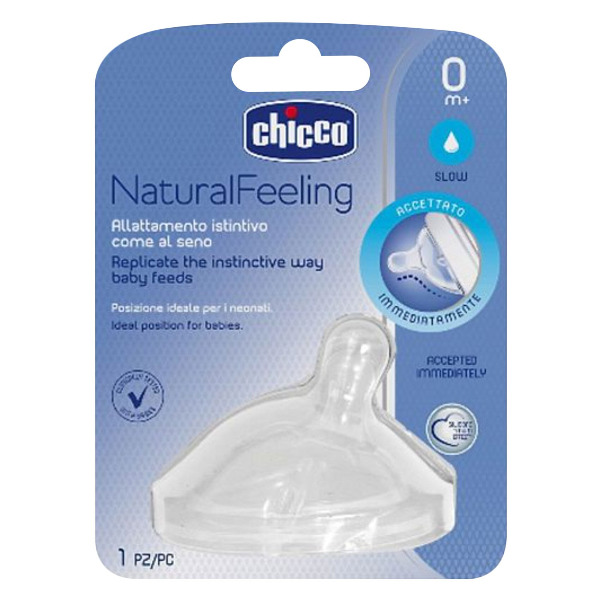 chicco
NaturalFeeling
Allattamento istintivo
come al seno
Replicate the instinctive way
baby feeds
Posizione ideale per i neonati.
Ideal position for babies.
0
m+
SLOW
ACCETTATO
IMMEDIATAMENTE
ACCEPTED
IMMEDIATELY
1 PZ/PC